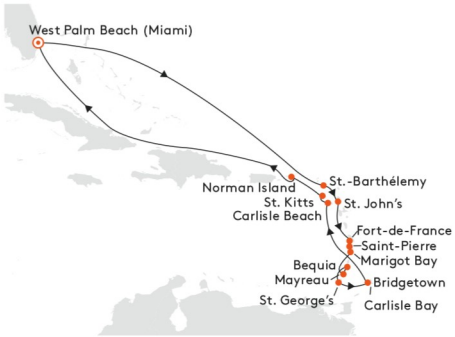 West Palm Beach (Miami)
St.-Barthélemy
Norman Island
St. Kitts
St. John's
Carlisle Beach
Fort-de-France
Saint-Pierre
Marigot Bay
Bequia
Mayreau
Bridgetown
St. George's
Carlisle Bay